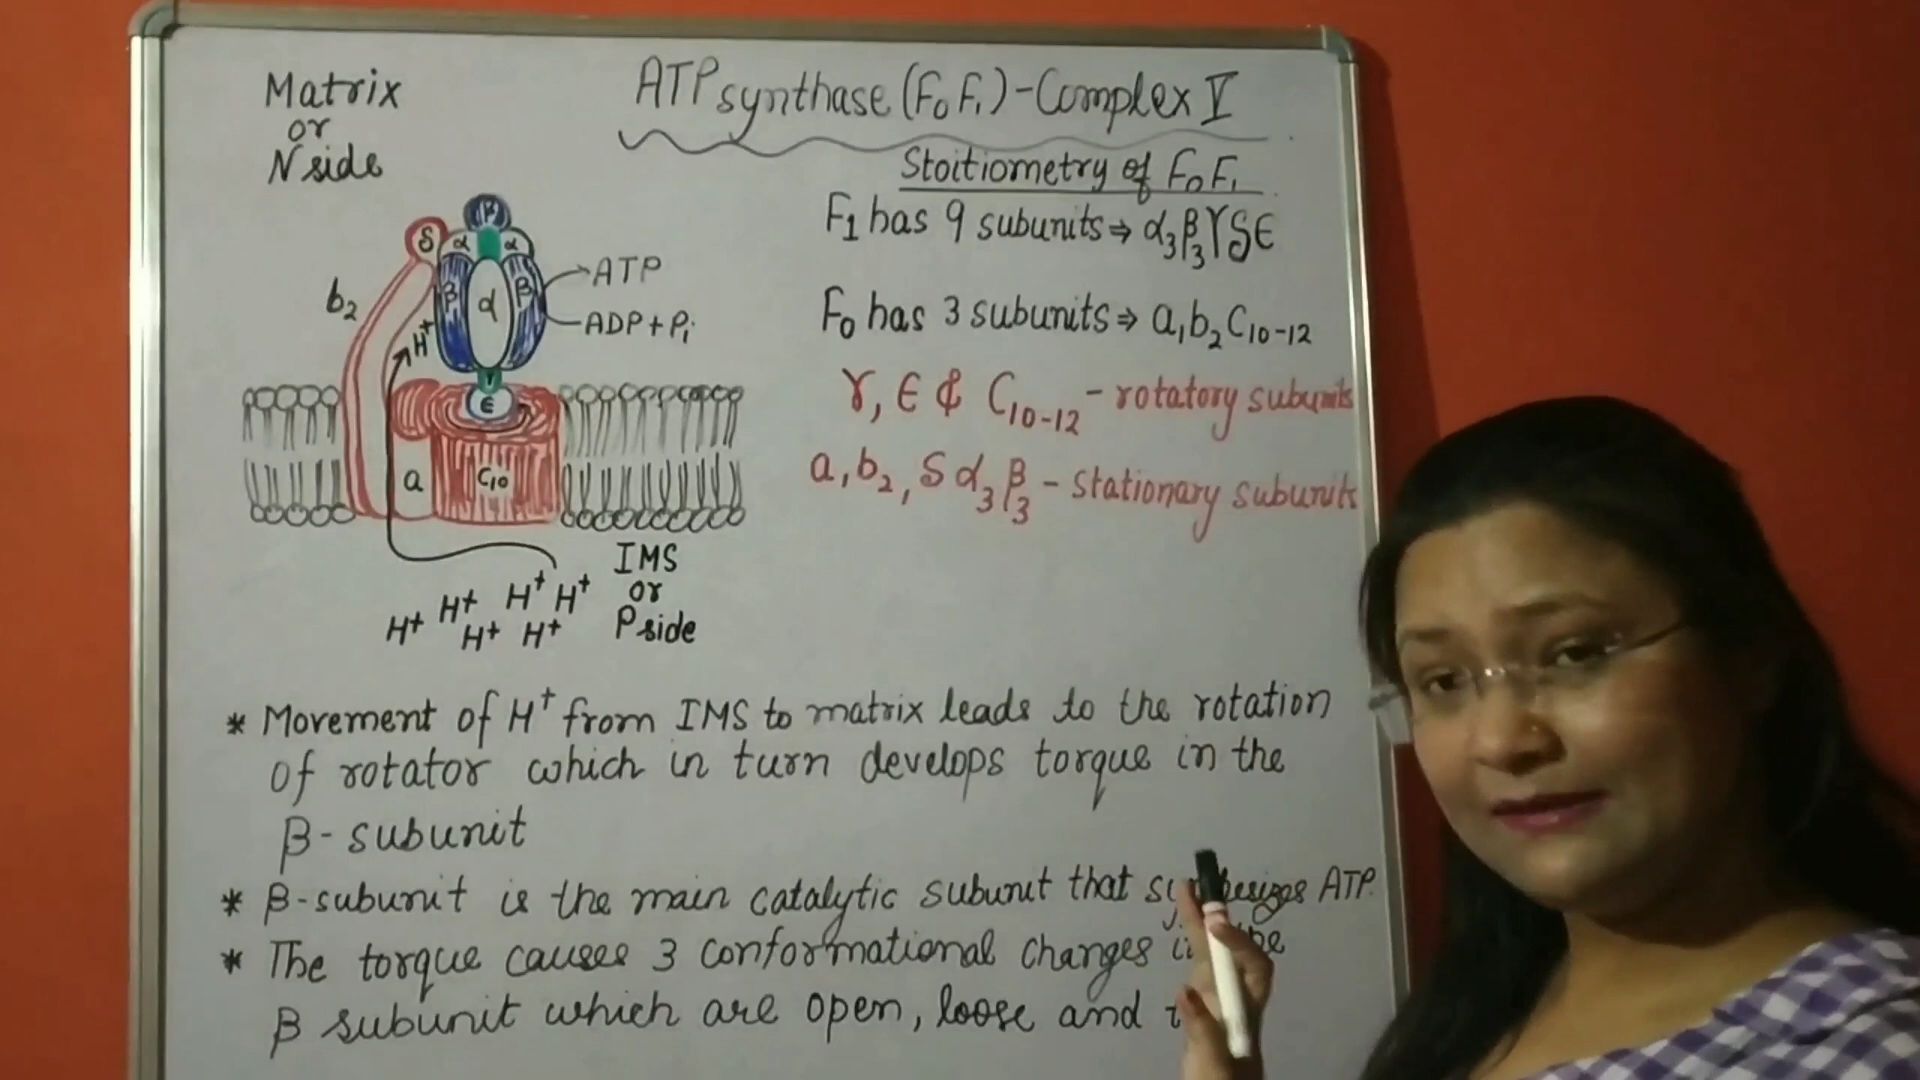 Matrix
or
N side
ATP synthase (F₀F₁) - Complex V
Stoitiometry of F₀F₁
F₁ has 9 subunits ⇒ α₃β₃γδϵ
F₀ has 3 subunits ⇒ a₁b₂C₁₀₋₁₂
γ, ϵ & C₁₀₋₁₂ - rotatory subunits
a, b₂, δ α₃β₃ - stationary subunits
β
δ α α
β α β
b₂
H⁺
ATP
ADP + Pᵢ
γ
ϵ
a C₁₀
IMS
or
P side
H⁺ H⁺ H⁺ H⁺
H⁺ H⁺
* Movement of H⁺ from IMS to matrix leads to the rotation
of rotator which in turn develops torque in the
β - subunit
* β-subunit is the main catalytic subunit that ATP.
* The torque causes 3 conformational changes
β subunit which are open, loose and